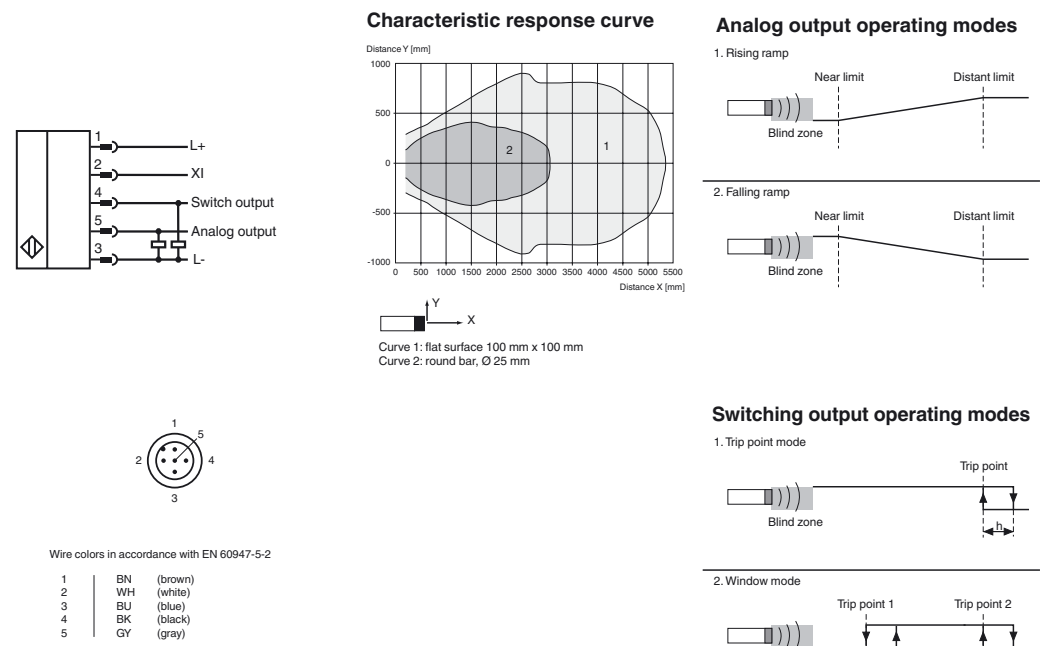 1
L+
2
XI
4
Switch output
5
Analog output
3
L-
1
5
2
4
3
Wire colors in accordance with EN 60947-5-2
1 BN (brown)
2 WH (white)
3 BU (blue)
4 BK (black)
5 GY (gray)
Characteristic response curve
Distance Y [mm]
1000
500
0
-500
-1000
2
1
0 500 1000 1500 2000 2500 3000 3500 4000 4500 5000 5500
Distance X [mm]
Y
X
Curve 1: flat surface 100 mm x 100 mm
Curve 2: round bar, Ø 25 mm
Analog output operating modes
1. Rising ramp
Near limit Distant limit
Blind zone
2. Falling ramp
Near limit Distant limit
Blind zone
Switching output operating modes
1. Trip point mode
Trip point
Blind zone
h
2. Window mode
Trip point 1 Trip point 2